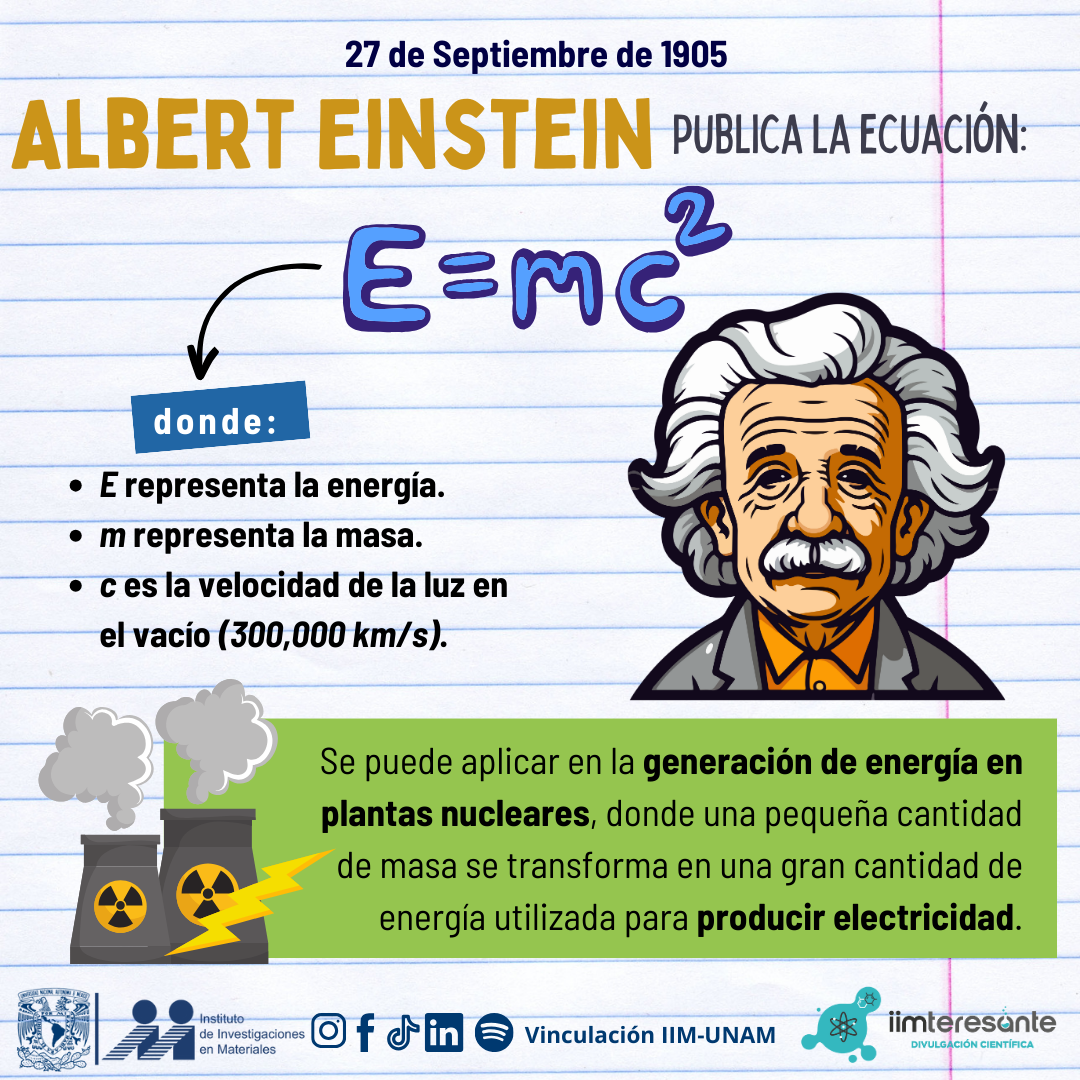 27 de Septiembre de 1905
ALBERT EINSTEIN PUBLICA LA ECUACIÓN:
E=mc²
donde:
• E representa la energía.
• m representa la masa.
• c es la velocidad de la luz en
el vacío (300,000 km/s).
Se puede aplicar en la generación de energía en
plantas nucleares, donde una pequeña cantidad
de masa se transforma en una gran cantidad de
energía utilizada para producir electricidad.
Instituto
de Investigaciones
en Materiales
Vinculación IIM-UNAM
iimteresante
DIVULGACIÓN CIENTÍFICA